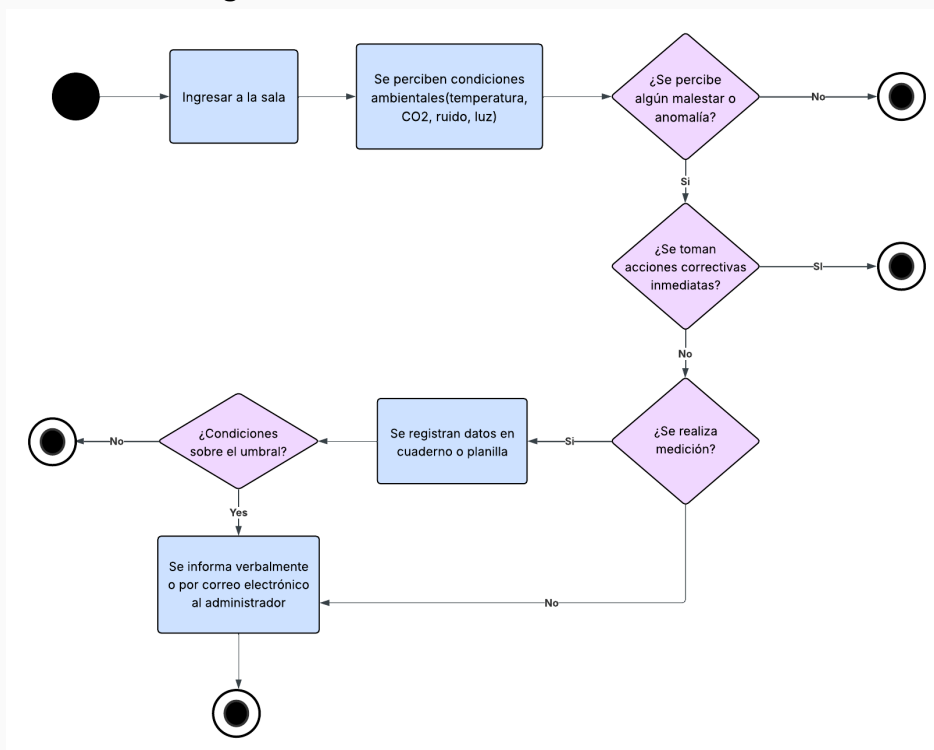 Ingresar a la sala
Se perciben condiciones
ambientales(temperatura,
CO2, ruido, luz)
¿Se percibe
algún malestar o
anomalía?
No
Si
¿Se toman
acciones correctivas
inmediatas?
SI
No
¿Se realiza
medición?
Si
Se registran datos en
cuaderno o planilla
¿Condiciones
sobre el umbral?
No
Yes
Se informa verbalmente
o por correo electrónico
al administrador
No